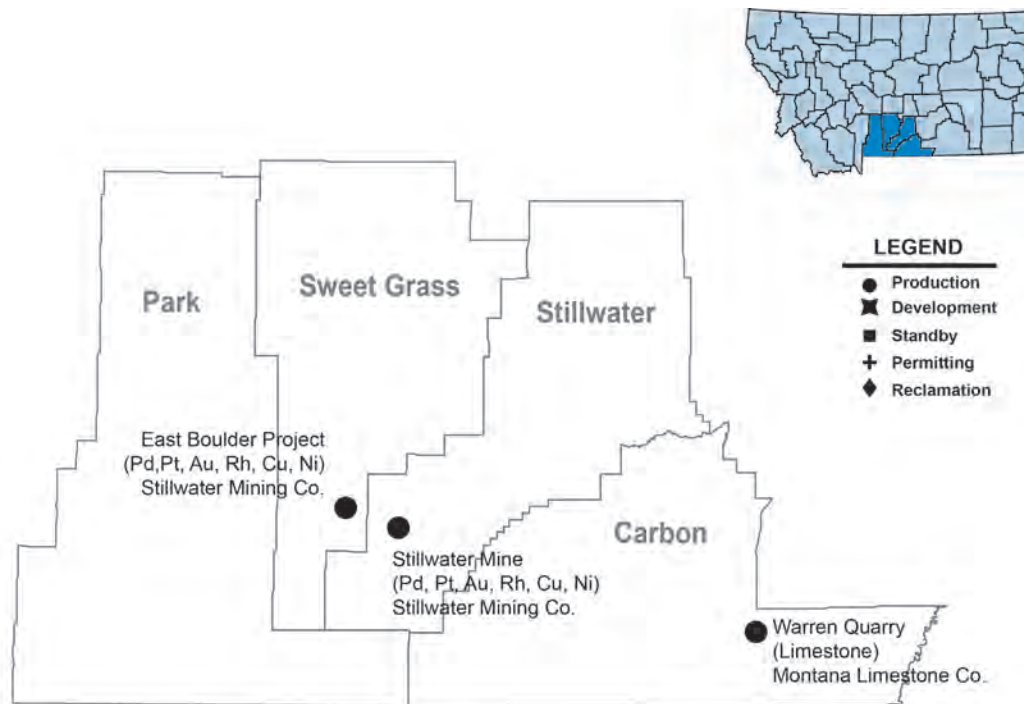 LEGEND
Production
Development
Standby
Permitting
Reclamation
Park
Sweet Grass
Stillwater
East Boulder Project
(Pd,Pt, Au, Rh, Cu, Ni)
Stillwater Mining Co.
Stillwater Mine
(Pd, Pt, Au, Rh, Cu, Ni)
Stillwater Mining Co.
Carbon
Warren Quarry
(Limestone)
Montana Limestone Co.